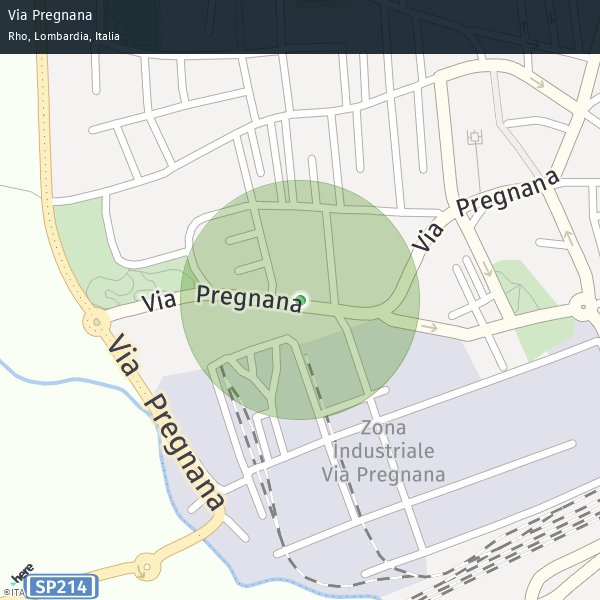 Via Pregnana
Rho, Lombardia, Italia
Via Pregnana
Via Pregnana
Via Pregnana
Zona
Industriale
Via Pregnana
here
©ITA
SP214